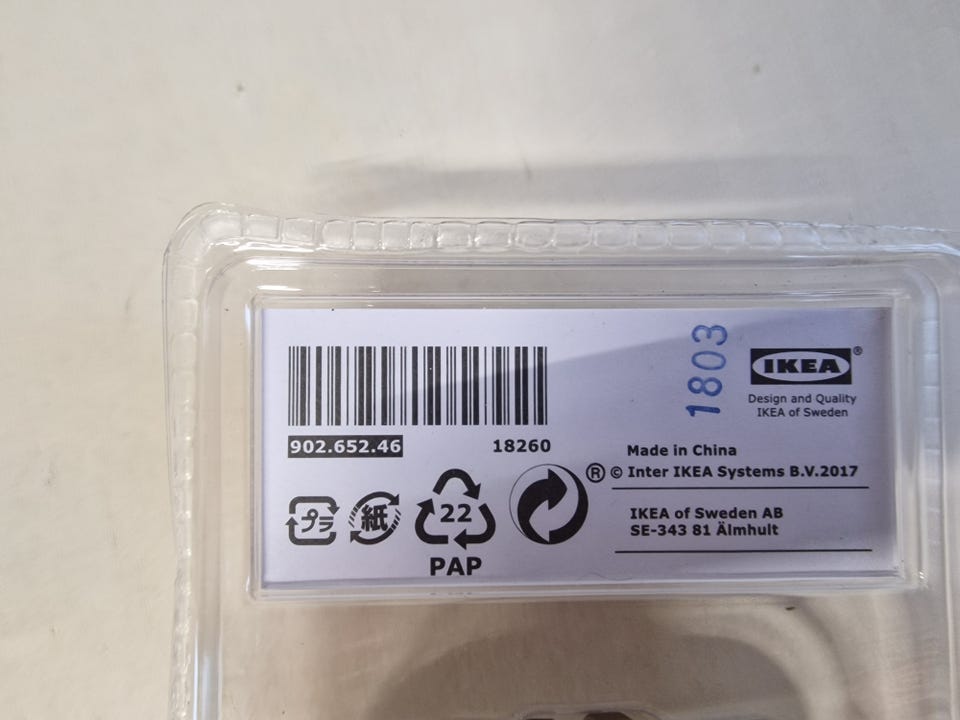 1803
IKEA®
Design and Quality
IKEA of Sweden
902.652.46
18260
Made in China
® © Inter IKEA Systems B.V.2017
プラ
紙
22
PAP
IKEA of Sweden AB
SE-343 81 Älmhult